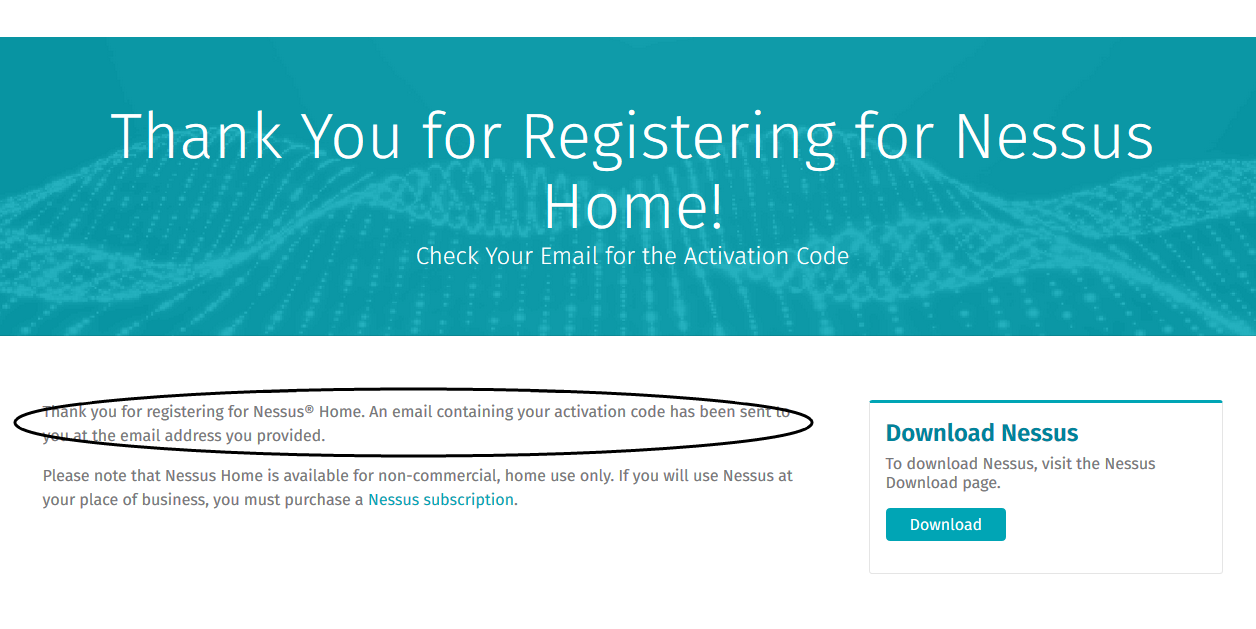 Thank You for Registering for Nessus
Home!
Check Your Email for the Activation Code
Thank you for registering for Nessus® Home. An email containing your activation code has been sent to
you at the email address you provided.
Please note that Nessus Home is available for non-commercial, home use only. If you will use Nessus at
your place of business, you must purchase a Nessus subscription.
Download Nessus
To download Nessus, visit the Nessus
Download page.
Download